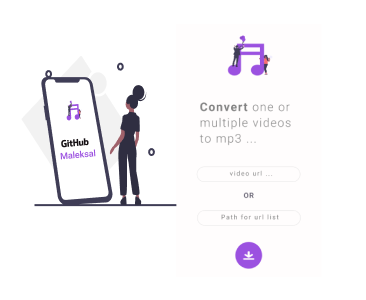 GitHub
Maleksal
Convert one or
multiple videos
to mp3 ...
video url ...
OR
Path for url list